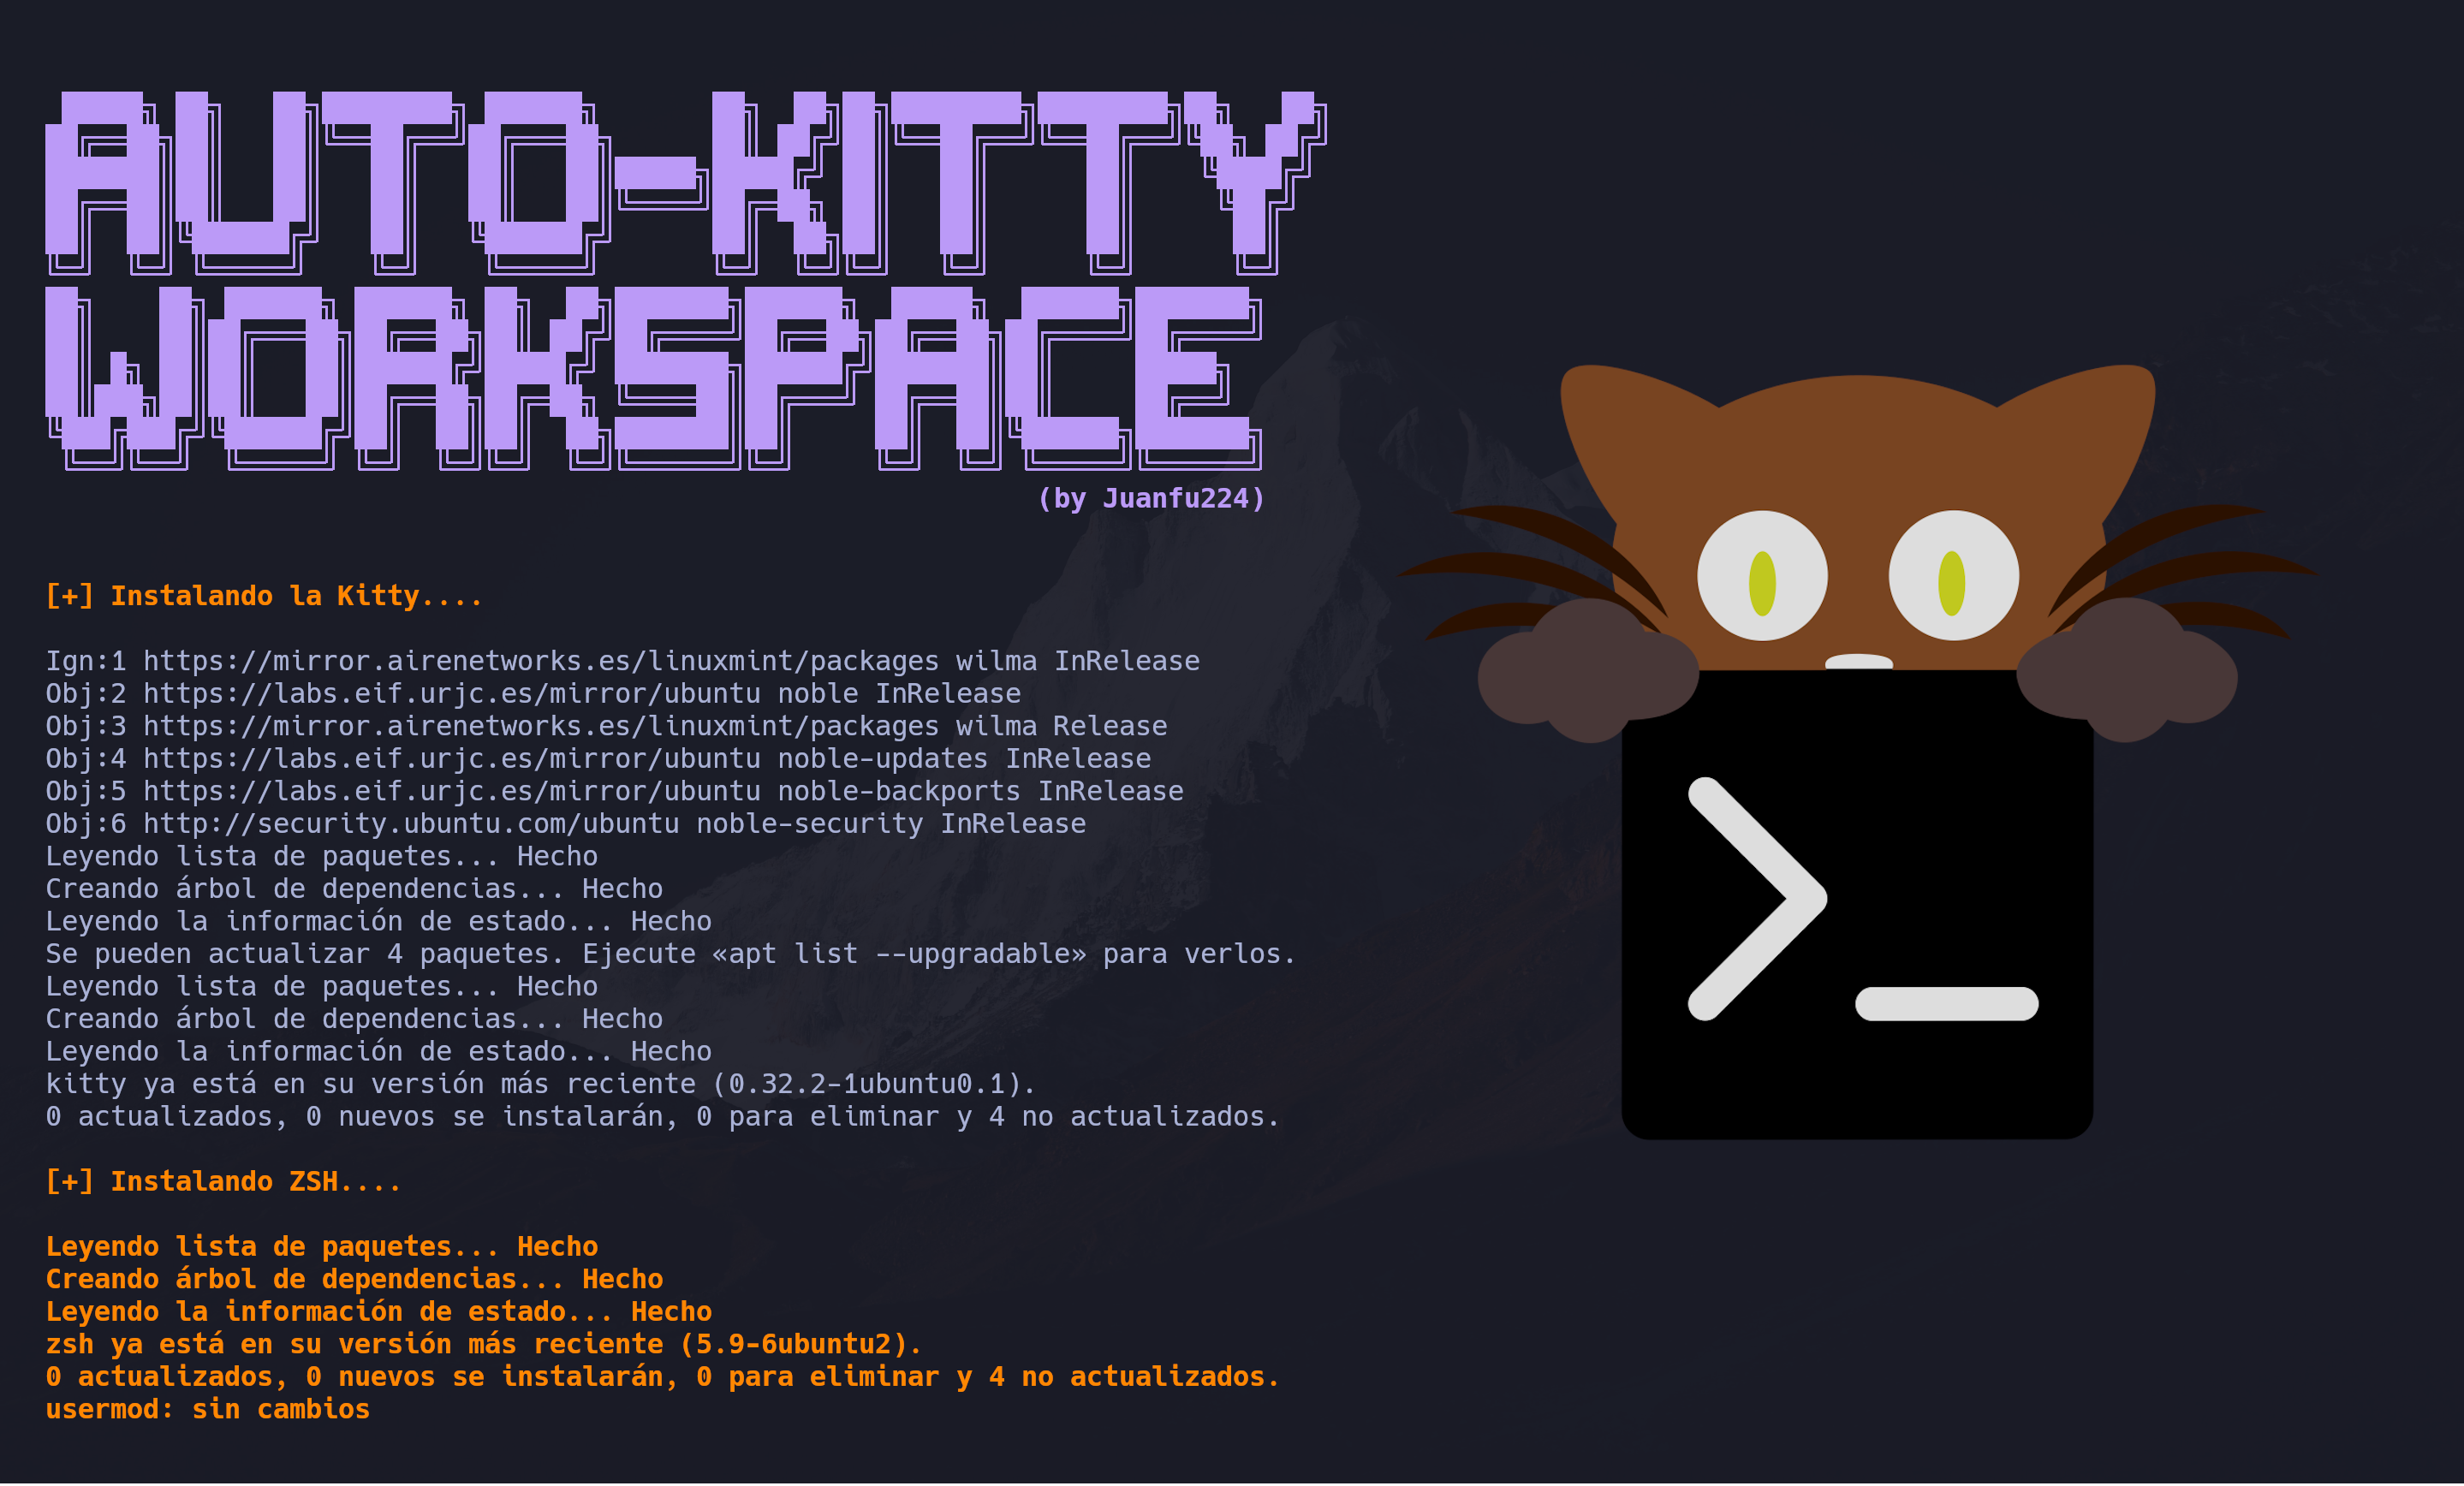 AUTO-KITTY
WORKSPACE
(by Juanfu224)
[+] Instalando la Kitty....
Ign:1 https://mirror.airenetworks.es/linuxmint/packages wilma InRelease
Obj:2 https://labs.eif.urjc.es/mirror/ubuntu noble InRelease
Obj:3 https://mirror.airenetworks.es/linuxmint/packages wilma Release
Obj:4 https://labs.eif.urjc.es/mirror/ubuntu noble-updates InRelease
Obj:5 https://labs.eif.urjc.es/mirror/ubuntu noble-backports InRelease
Obj:6 http://security.ubuntu.com/ubuntu noble-security InRelease
Leyendo lista de paquetes... Hecho
Creando árbol de dependencias... Hecho
Leyendo la información de estado... Hecho
Se pueden actualizar 4 paquetes. Ejecute «apt list --upgradable» para verlos.
Leyendo lista de paquetes... Hecho
Creando árbol de dependencias... Hecho
Leyendo la información de estado... Hecho
kitty ya está en su versión más reciente (0.32.2-1ubuntu0.1).
0 actualizados, 0 nuevos se instalarán, 0 para eliminar y 4 no actualizados.
[+] Instalando ZSH....
Leyendo lista de paquetes... Hecho
Creando árbol de dependencias... Hecho
Leyendo la información de estado... Hecho
zsh ya está en su versión más reciente (5.9-6ubuntu2).
0 actualizados, 0 nuevos se instalarán, 0 para eliminar y 4 no actualizados.
usermod: sin cambios
>_